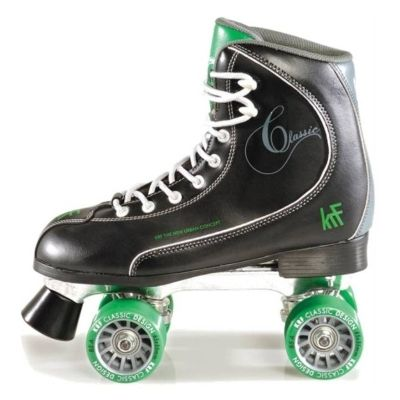 Classic
KRF
KRF THE NEW URBAN CONCEPT
KRF CLASSIC DESIGN
KRF CLASSIC DESIGN